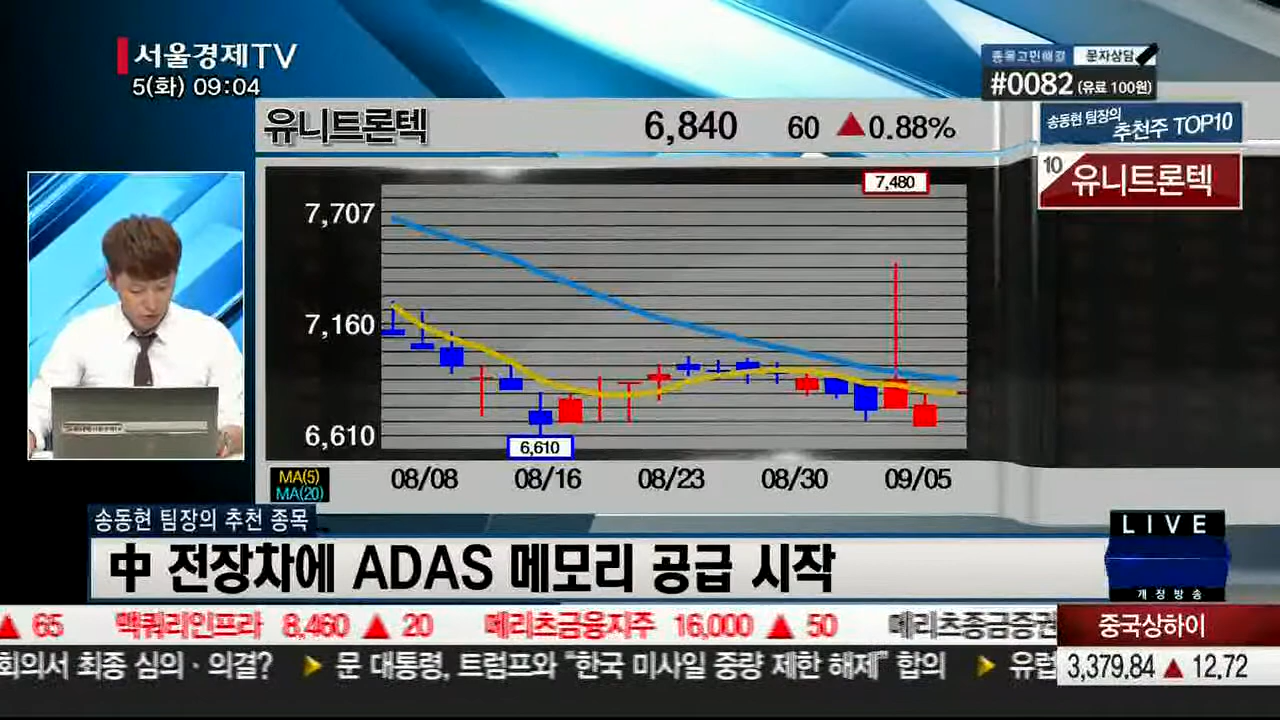 서울경제TV
5(화) 09:04
종목고민해결 문자상담
#0082 (유료 100원)
유니트론텍 6,840 60 ▲0.88%
송동현 팀장의 추천주 TOP10
10 유니트론텍
7,480
7,707
7,160
6,610
6,610
MA(5)
MA(20)
08/08 08/16 08/23 08/30 09/05
송동현 팀장의 추천 종목
中 전장차에 ADAS 메모리 공급 시작
LIVE
개장방송
▲ 65 맥쿼리인프라 8,460 ▲ 20 메리츠금융지주 16,000 ▲ 50 메리츠종금증권
중국상하이
회의서 최종 심의·의결? ▶ 문 대통령, 트럼프와 “한국 미사일 중량 제한 해제” 합의 ▶ 유럽
3,379.84 ▲ 12.72